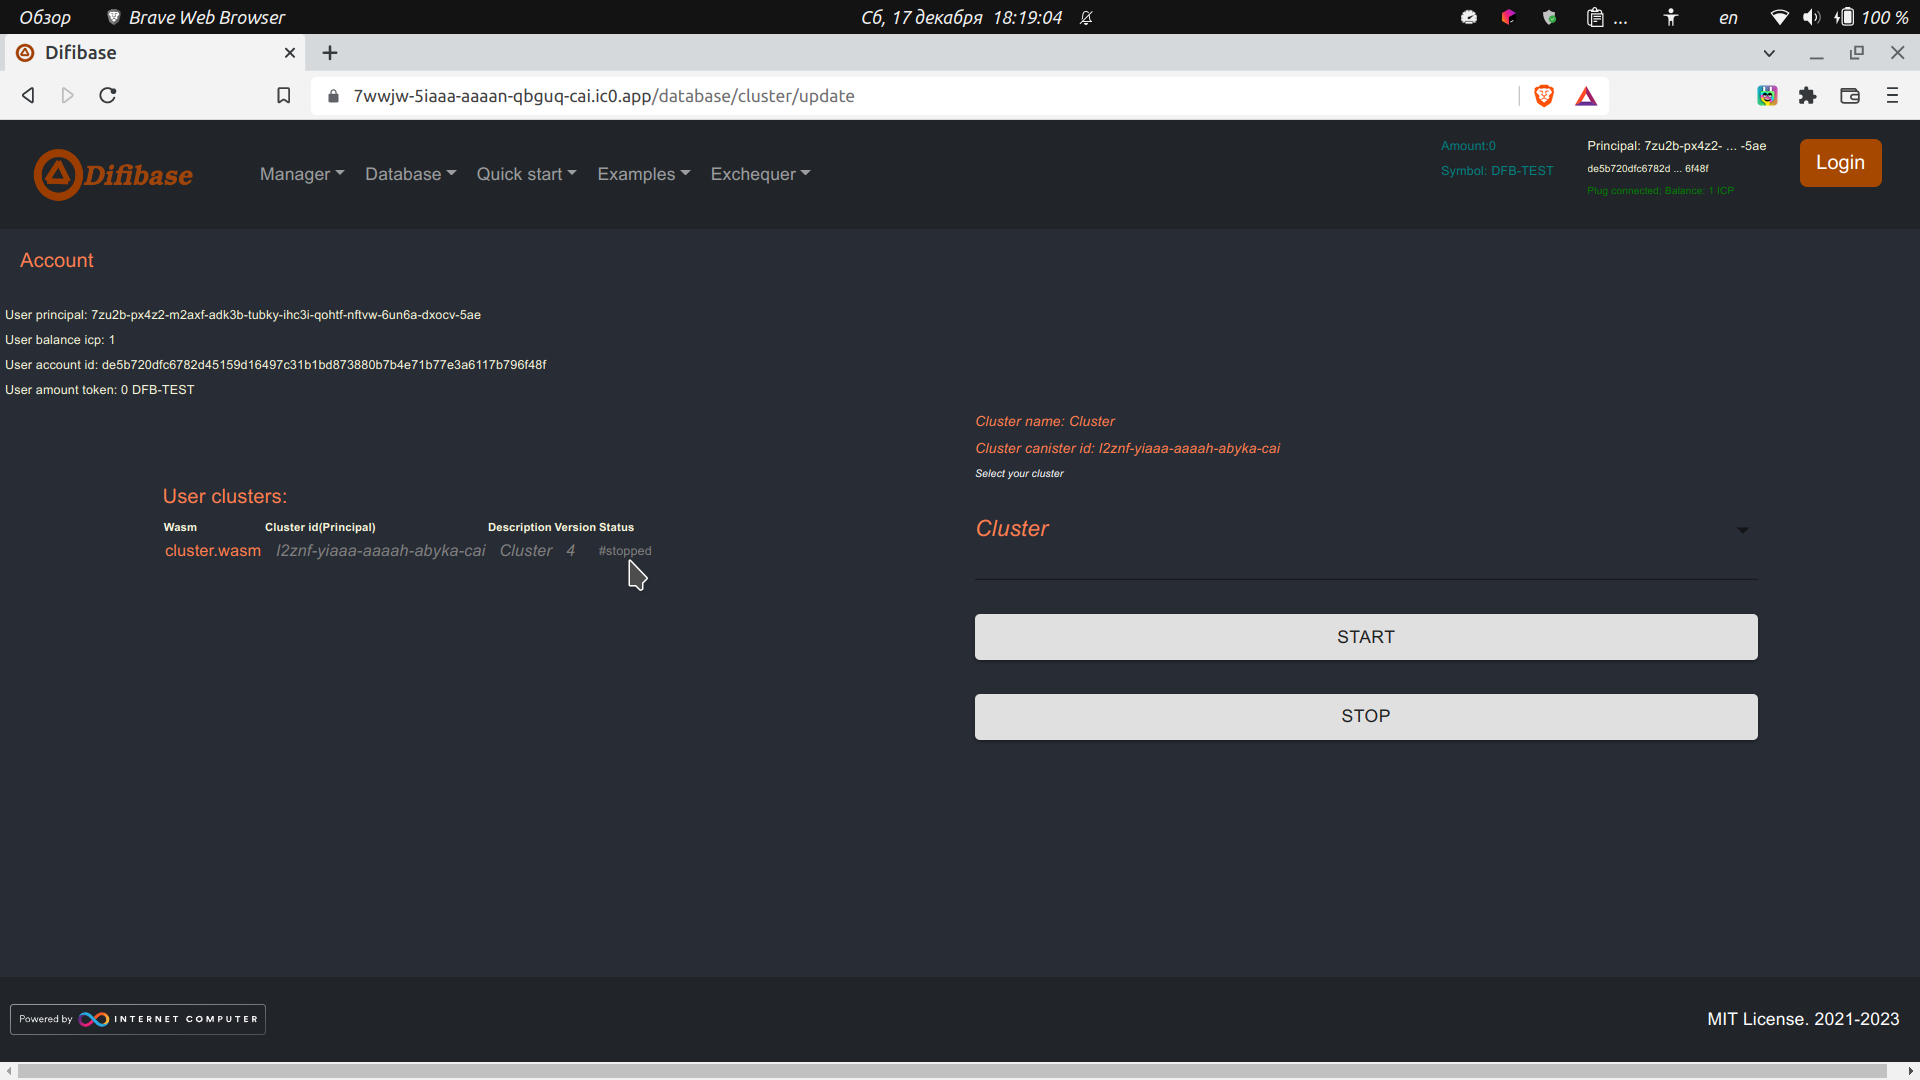 Обзор Brave Web Browser Сб, 17 декабря 18:19:04 ... en 100 %
Difibase
7wwjw-5iaaa-aaaan-qbguq-cai.ic0.app/database/cluster/update
Difibase Manager Database Quick start Examples Exchequer
Amount:0
Symbol: DFB-TEST
Principal: 7zu2b-px4z2- ... -5ae
de5b720dfc6782d ... 6f48f
Plug connected; Balance: 1 ICP
Login
Account
User principal: 7zu2b-px4z2-m2axf-adk3b-tubky-ihc3i-qohtf-nftvw-6un6a-dxocv-5ae
User balance icp: 1
User account id: de5b720dfc6782d45159d16497c31b1bd873880b7b4e71b77e3a6117b796f48f
User amount token: 0 DFB-TEST
User clusters:
Wasm Cluster id(Principal) Description Version Status
cluster.wasm l2znf-yiaaa-aaaah-abyka-cai Cluster 4 #stopped
Cluster name: Cluster
Cluster canister id: l2znf-yiaaa-aaaah-abyka-cai
Select your cluster
Cluster
START
STOP
Powered by INTERNET COMPUTER
MIT License. 2021-2023